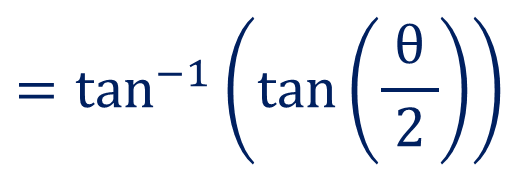 = tan⁻¹ (tan (θ/2))